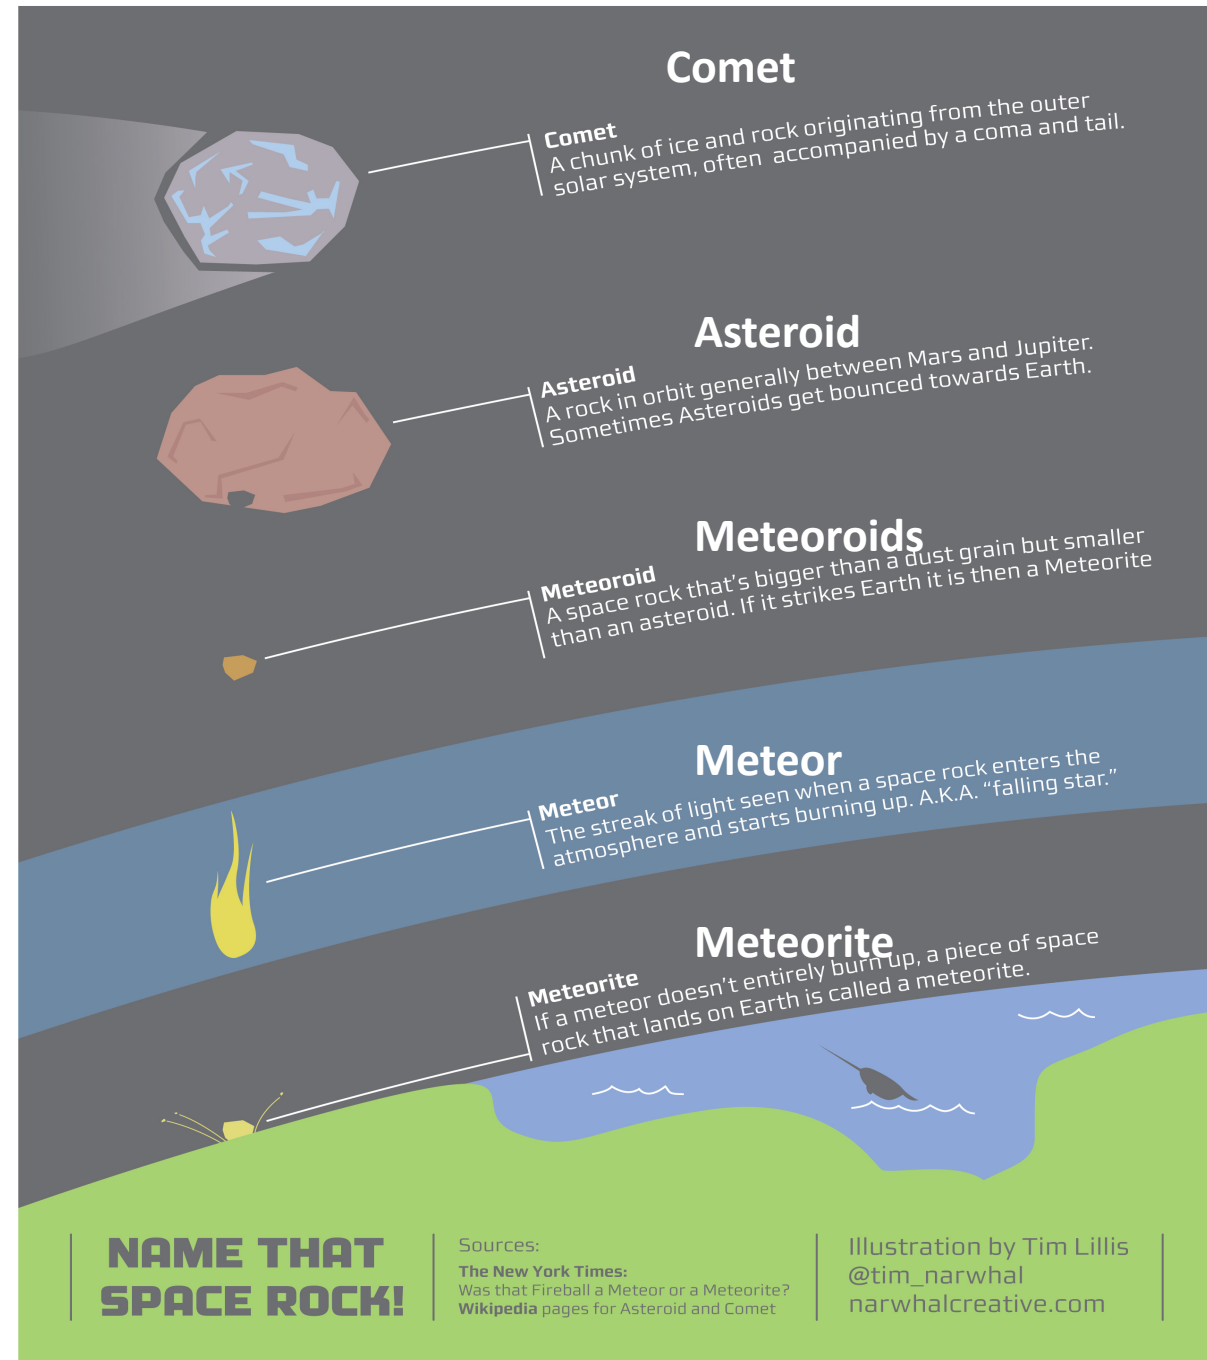 Comet
Comet
A chunk of ice and rock originating from the outer
solar system, often accompanied by a coma and tail.
Asteroid
Asteroid
A rock in orbit generally between Mars and Jupiter.
Sometimes Asteroids get bounced towards Earth.
Meteoroids
Meteoroid
A space rock that's bigger than a dust grain but smaller
than an asteroid. If it strikes Earth it is then a Meteorite
Meteor
Meteor
The streak of light seen when a space rock enters the
atmosphere and starts burning up. A.K.A. “falling star.”
Meteorite
Meteorite
If a meteor doesn't entirely burn up, a piece of space
rock that lands on Earth is called a meteorite.
NAME THAT
SPACE ROCK!
Sources:
The New York Times:
Was that Fireball a Meteor or a Meteorite?
Wikipedia pages for Asteroid and Comet
Illustration by Tim Lillis
@tim_narwhal
narwhalcreative.com